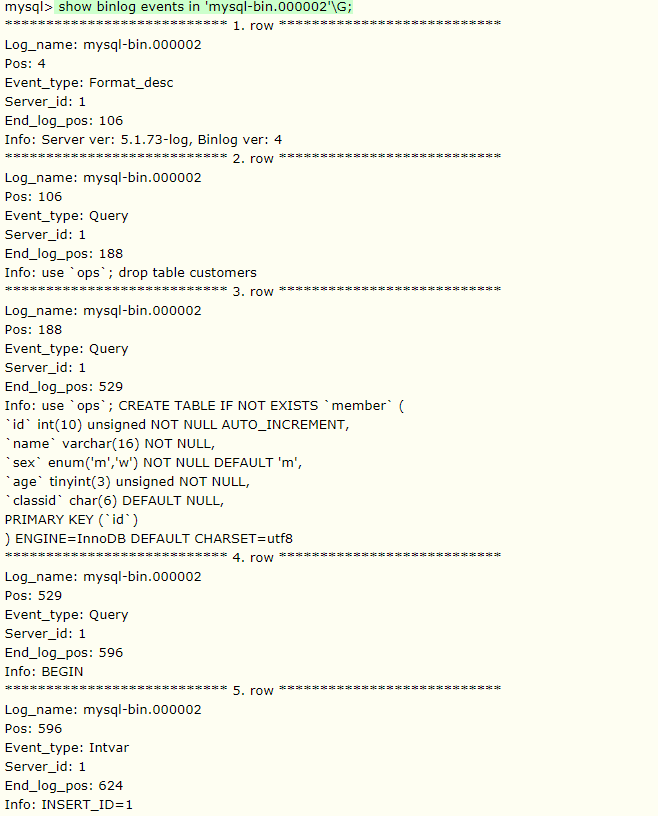 mysql> show binlog events in 'mysql-bin.000002'\G;
*************************** 1. row ***************************
Log_name: mysql-bin.000002
Pos: 4
Event_type: Format_desc
Server_id: 1
End_log_pos: 106
Info: Server ver: 5.1.73-log, Binlog ver: 4
*************************** 2. row ***************************
Log_name: mysql-bin.000002
Pos: 106
Event_type: Query
Server_id: 1
End_log_pos: 188
Info: use `ops`; drop table customers
*************************** 3. row ***************************
Log_name: mysql-bin.000002
Pos: 188
Event_type: Query
Server_id: 1
End_log_pos: 529
Info: use `ops`; CREATE TABLE IF NOT EXISTS `member` (
`id` int(10) unsigned NOT NULL AUTO_INCREMENT,
`name` varchar(16) NOT NULL,
`sex` enum('m','w') NOT NULL DEFAULT 'm',
`age` tinyint(3) unsigned NOT NULL,
`classid` char(6) DEFAULT NULL,
PRIMARY KEY (`id`)
) ENGINE=InnoDB DEFAULT CHARSET=utf8
*************************** 4. row ***************************
Log_name: mysql-bin.000002
Pos: 529
Event_type: Query
Server_id: 1
End_log_pos: 596
Info: BEGIN
*************************** 5. row ***************************
Log_name: mysql-bin.000002
Pos: 596
Event_type: Intvar
Server_id: 1
End_log_pos: 624
Info: INSERT_ID=1